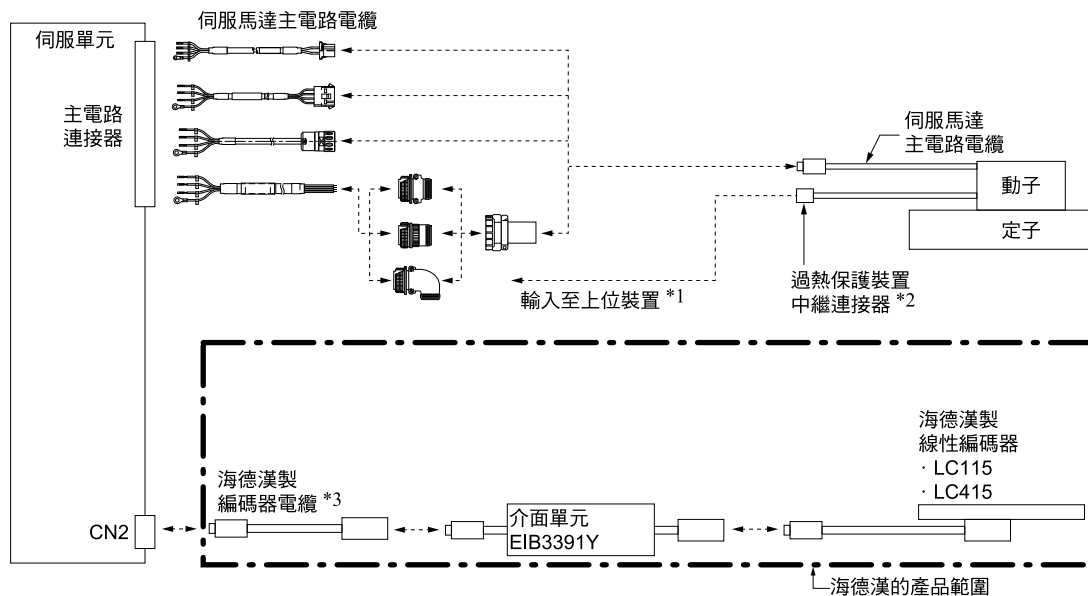 伺服單元
伺服馬達主電路電纜
主電路
連接器
伺服馬達
主電路電纜
動子
定子
過熱保護裝置
中繼連接器 *2
輸入至上位裝置 *1
海德漢製
線性編碼器
· LC115
· LC415
海德漢製
編碼器電纜 *3
介面單元
EIB3391Y
CN2
海德漢的產品範圍